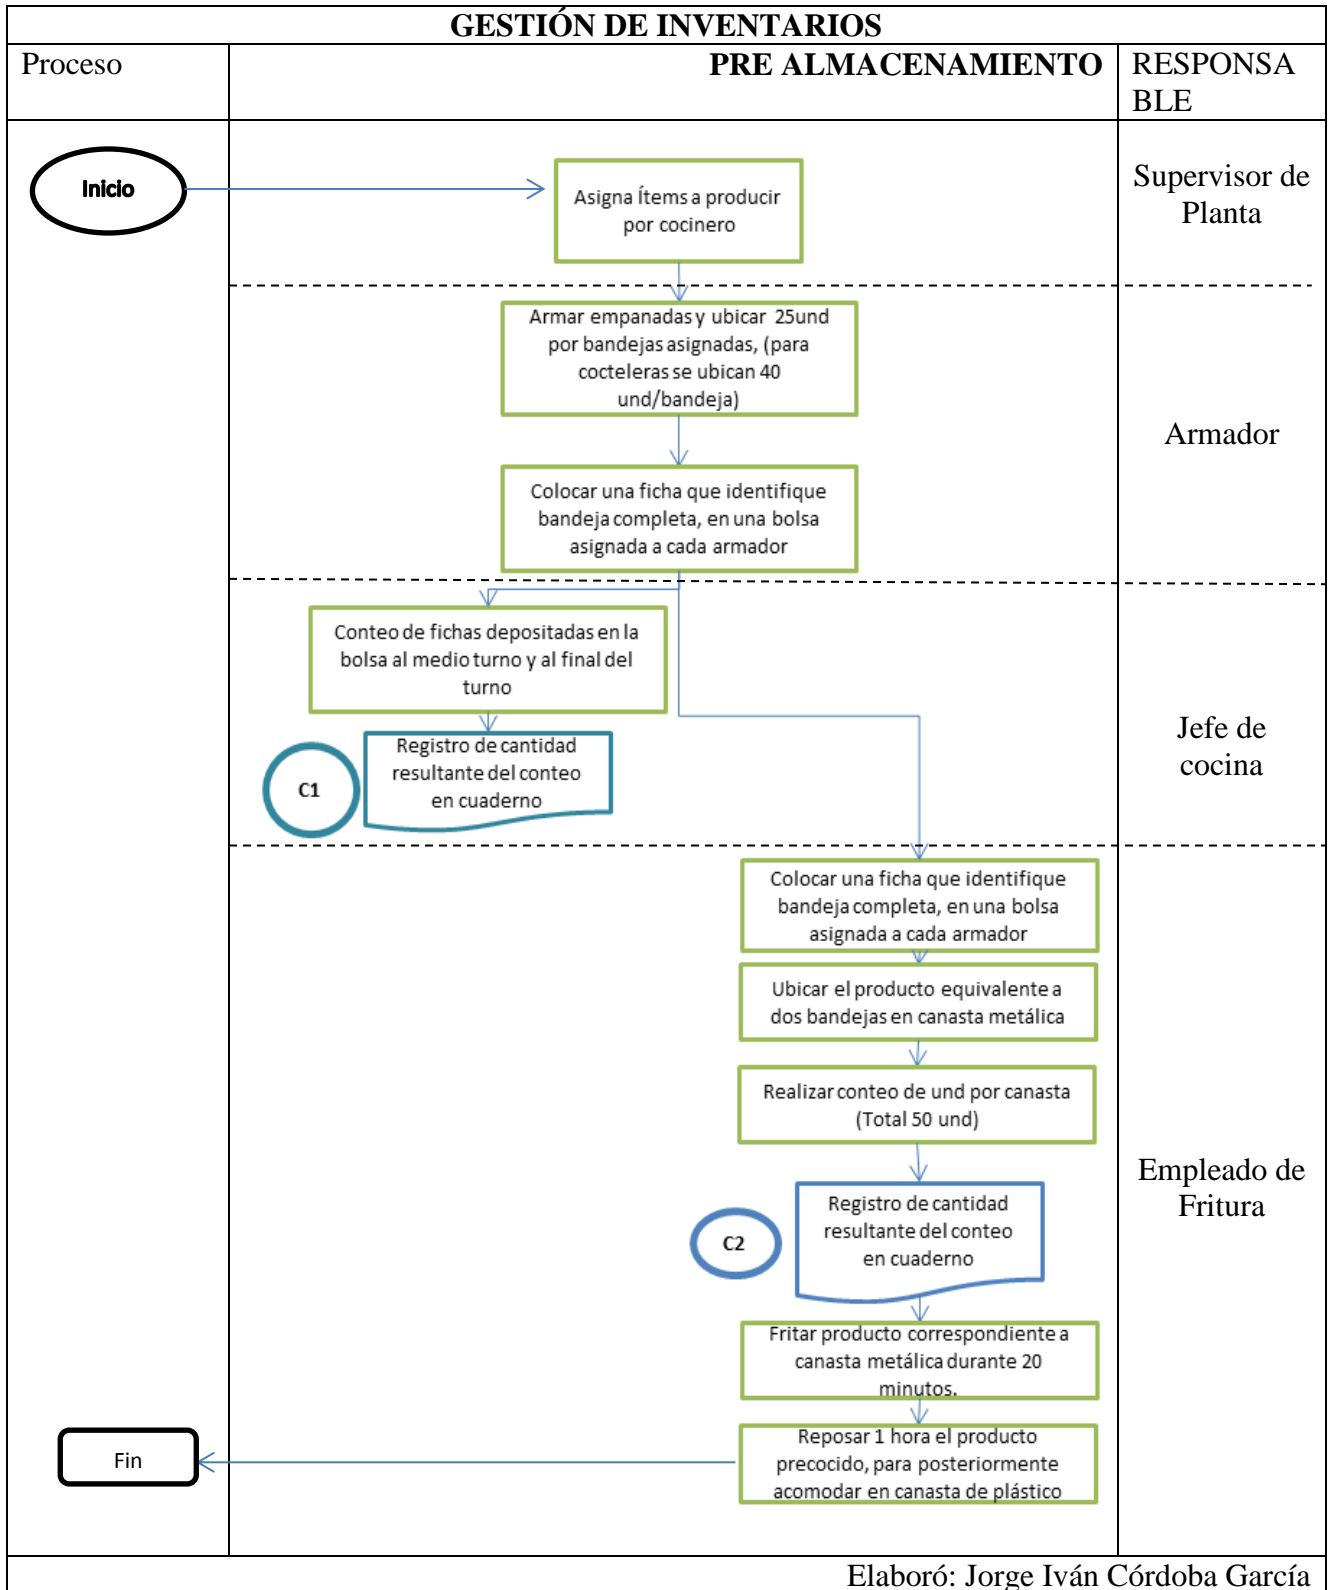 GESTIÓN DE INVENTARIOS
Proceso
PRE ALMACENAMIENTO
RESPONSA
BLE
Inicio
Asigna Ítems a producir
por cocinero
Supervisor de
Planta
Armar empanadas y ubicar 25und
por bandejas asignadas, (para
cocteleras se ubican 40
und/bandeja)
Colocar una ficha que identifique
bandeja completa, en una bolsa
asignada a cada armador
Armador
Conteo de fichas depositadas en la
bolsa al medio turno y al final del
turno
C1
Registro de cantidad
resultante del conteo
en cuaderno
Jefe de
cocina
Colocar una ficha que identifique
bandeja completa, en una bolsa
asignada a cada armador
Ubicar el producto equivalente a
dos bandejas en canasta metálica
Realizar conteo de und por canasta
(Total 50 und)
C2
Registro de cantidad
resultante del conteo
en cuaderno
Empleado de
Fritura
Fritar producto correspondiente a
canasta metálica durante 20
minutos.
Reposar 1 hora el producto
precocido, para posteriormente
acomodar en canasta de plástico
Fin
Elaboró: Jorge Iván Córdoba García